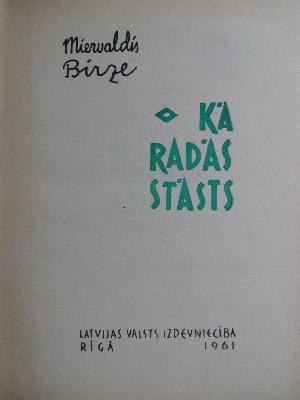 Miervaldis
Birze
KĀ
RADĀS
STĀSTS
LATVIJAS VALSTS IZDEVNIECĪBA
RĪGĀ 1961